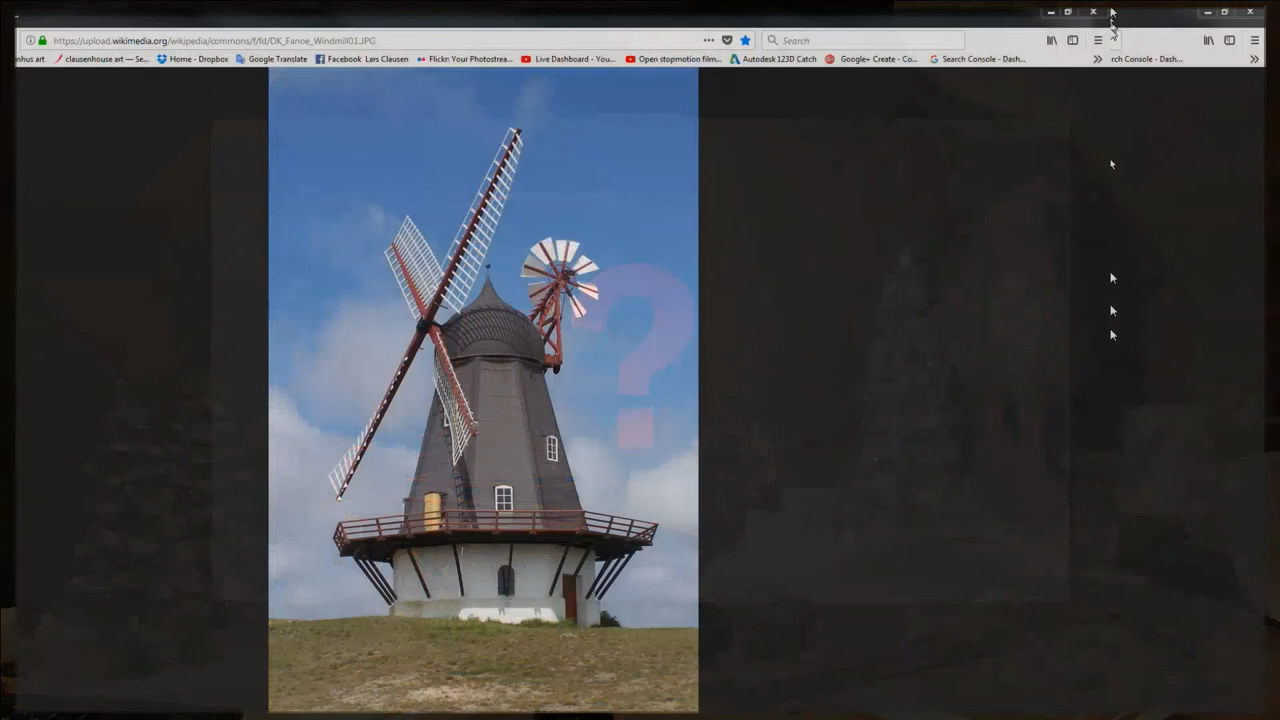 https://upload.wikimedia.org/wikipedia/commons/f/fd/DK_Fanoe_Windmill01.JPG
Search
nhus art
clausenhouse art — Se...
Home - Dropbox
Google Translate
Facebook Lars Clausen
Flickr: Your Photostrea...
Live Dashboard - You...
Open stopmotion film...
Autodesk 123D Catch
Google+ Create - Co...
Search Console - Dash...
rch Console - Dash...
?